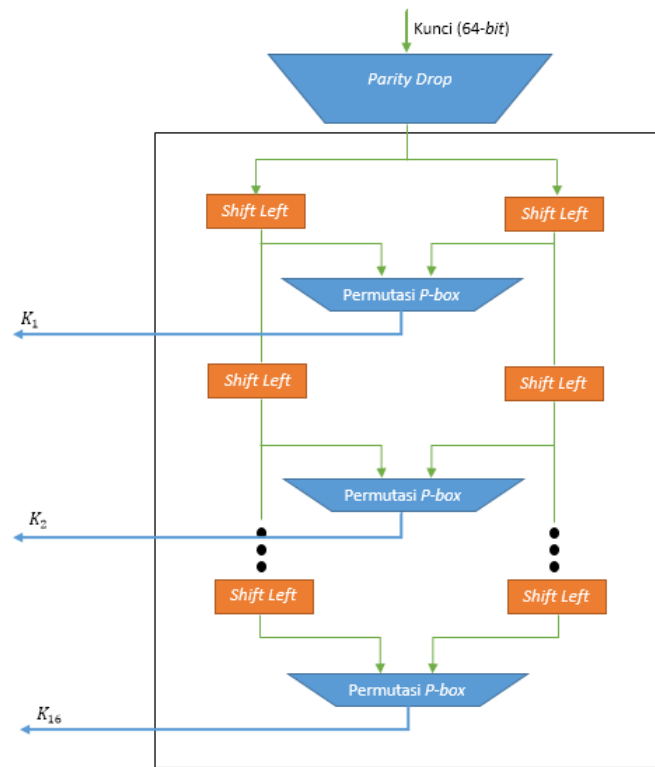 Kunci (64-bit)
Parity Drop
Shift Left
Shift Left
Permutasi P-box
K₁
Shift Left
Shift Left
Permutasi P-box
K₂
Shift Left
Shift Left
Permutasi P-box
K₁₆